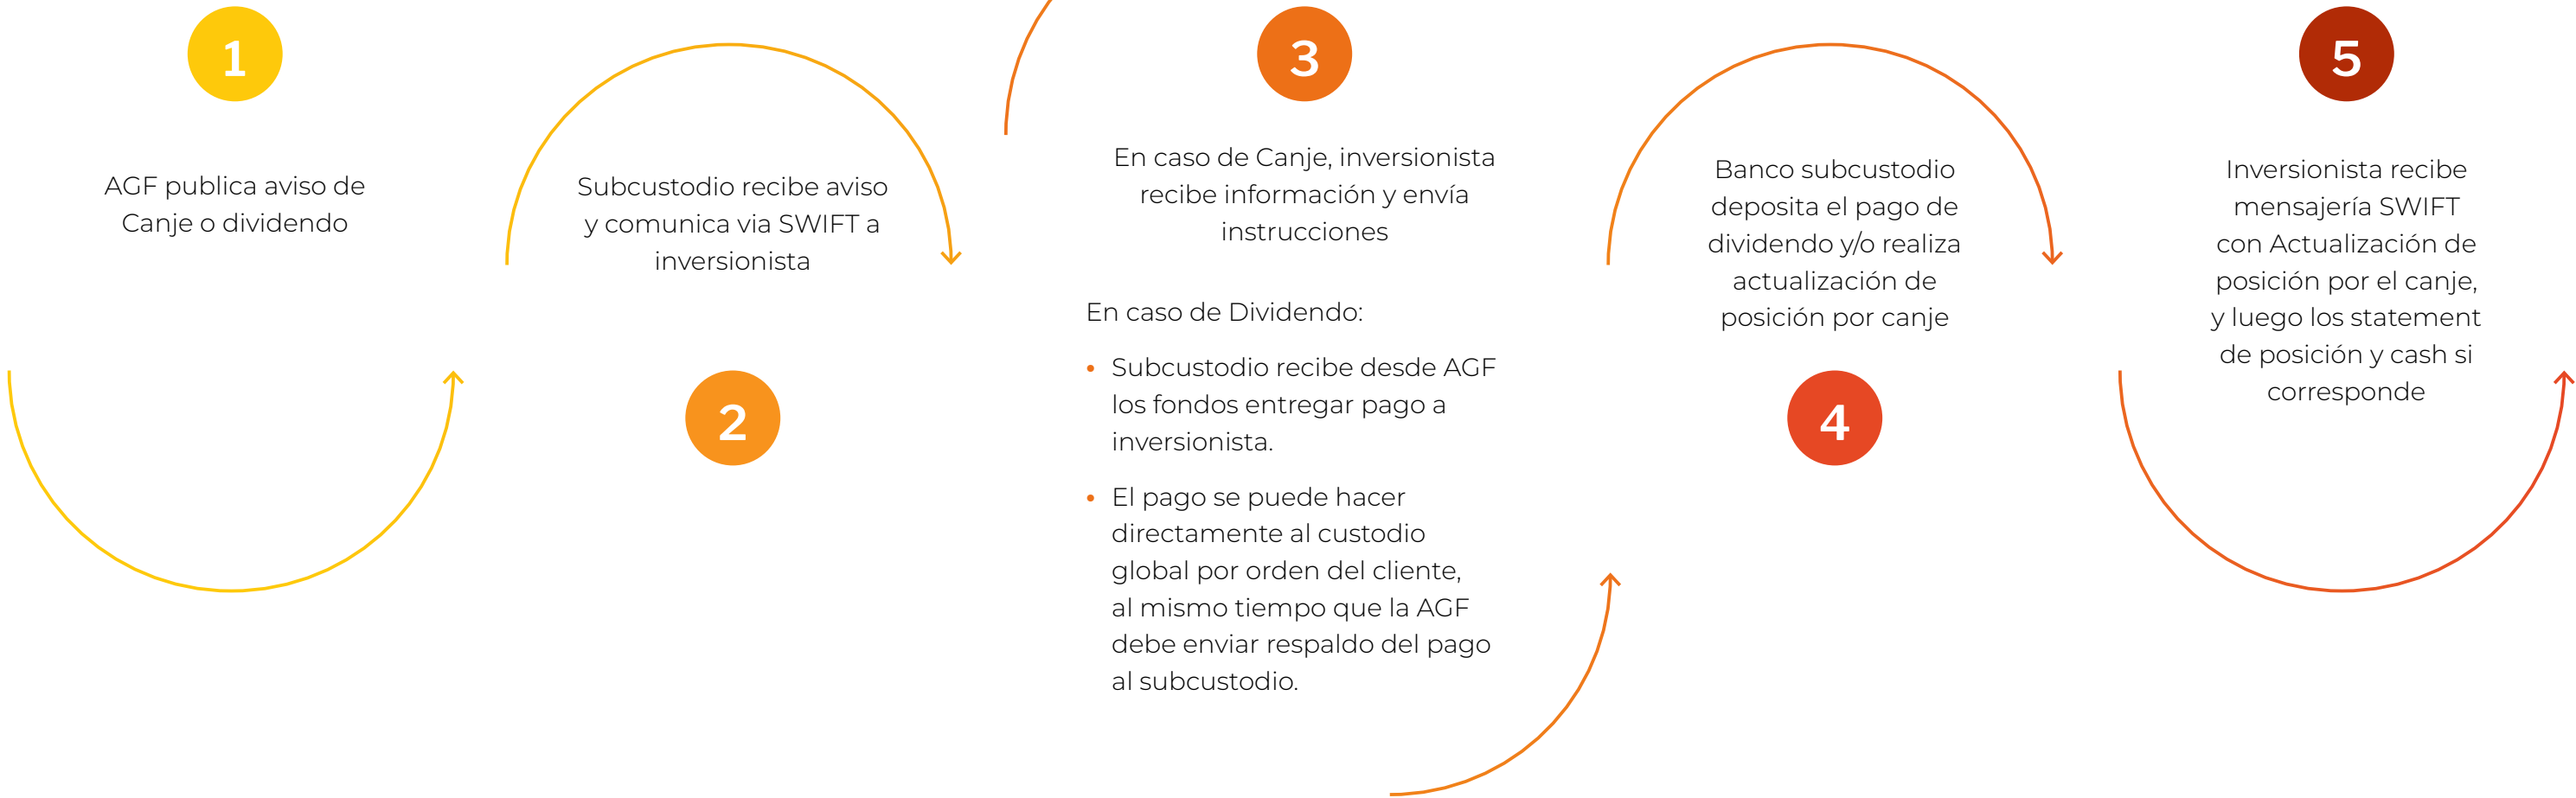 1
AGF publica aviso de
Canje o dividendo
Subcustodio recibe aviso
y comunica via SWIFT a
inversionista
2
3
En caso de Canje, inversionista
recibe información y envía
instrucciones
En caso de Dividendo:
• Subcustodio recibe desde AGF
los fondos entregar pago a
inversionista.
• El pago se puede hacer
directamente al custodio
global por orden del cliente,
al mismo tiempo que la AGF
debe enviar respaldo del pago
al subcustodio.
Banco subcustodio
deposita el pago de
dividendo y/o realiza
actualización de
posición por canje
4
5
Inversionista recibe
mensajería SWIFT
con Actualización de
posición por el canje,
y luego los statement
de posición y cash si
corresponde